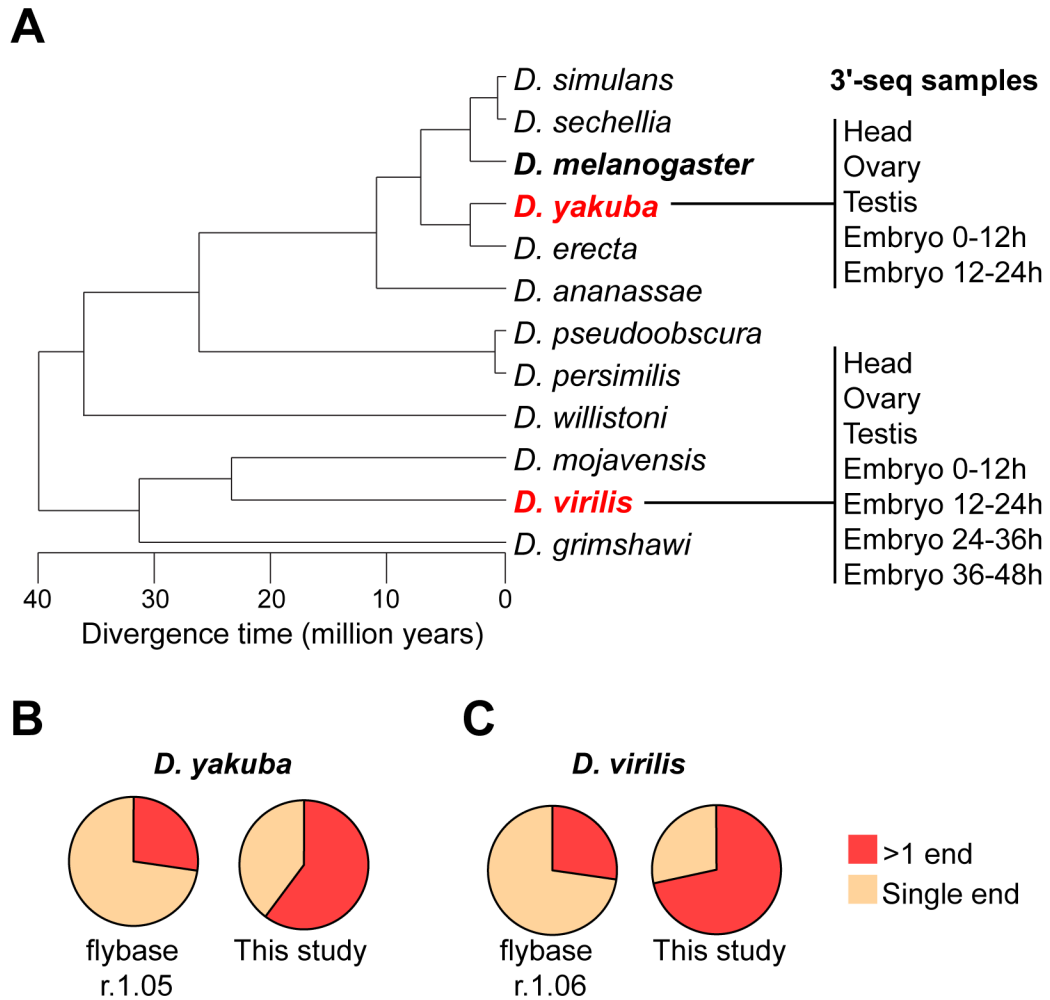 A
D. simulans
D. sechellia
D. melanogaster
D. yakuba
D. erecta
D. ananassae
D. pseudoobscura
D. persimilis
D. willistoni
D. mojavensis
D. virilis
D. grimshawi
3'-seq samples
Head
Ovary
Testis
Embryo 0-12h
Embryo 12-24h
Head
Ovary
Testis
Embryo 0-12h
Embryo 12-24h
Embryo 24-36h
Embryo 36-48h
40 30 20 10 0
Divergence time (million years)
B
D. yakuba
flybase
r.1.05
This study
C
D. virilis
flybase
r.1.06
This study
>1 end
Single end